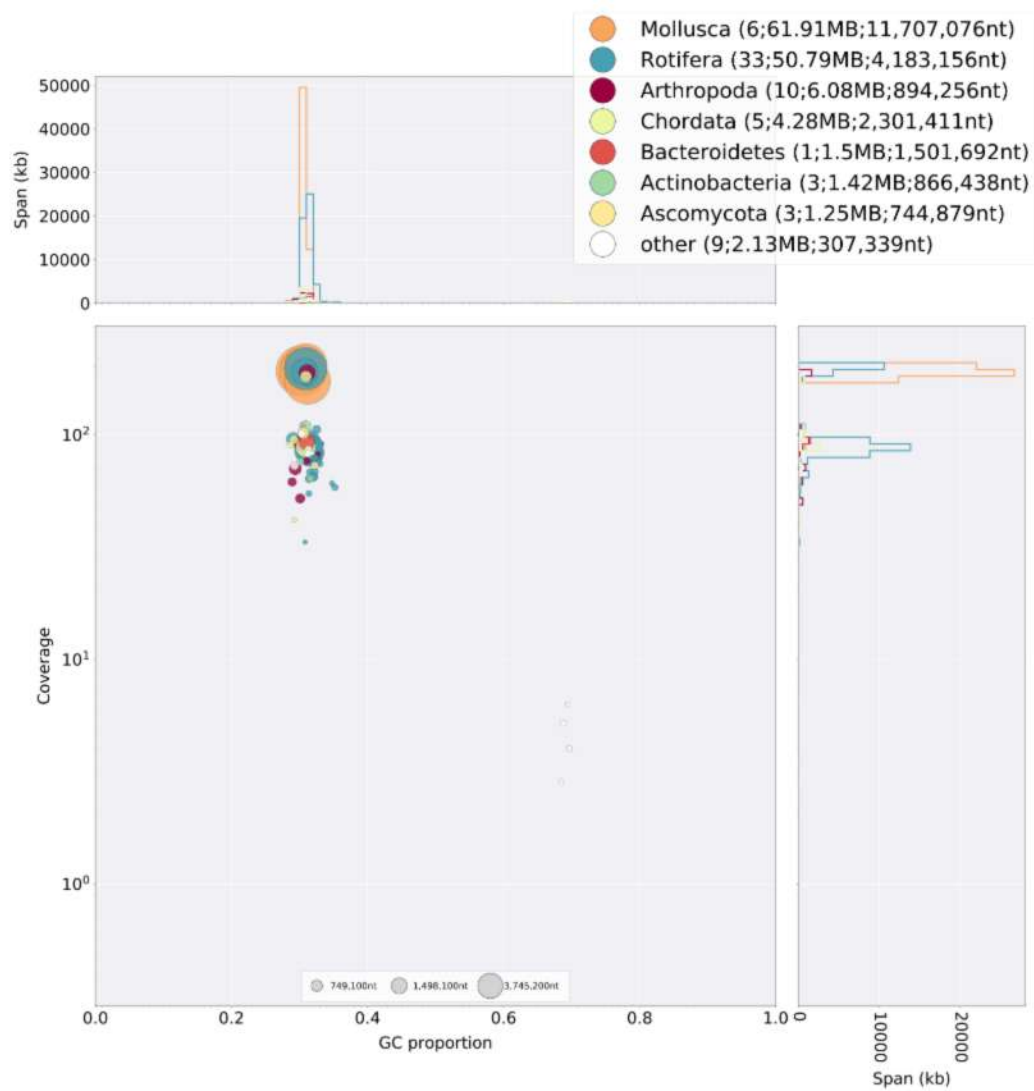 Mollusca (6;61.91MB;11,707,076nt)
Rotifera (33;50.79MB;4,183,156nt)
Arthropoda (10;6.08MB;894,256nt)
Chordata (5;4.28MB;2,301,411nt)
Bacteroidetes (1;1.5MB;1,501,692nt)
Actinobacteria (3;1.42MB;866,438nt)
Ascomycota (3;1.25MB;744,879nt)
other (9;2.13MB;307,339nt)
Span (kb)
50000
40000
30000
20000
10000
0
Coverage
10²
10¹
10⁰
749,100nt 1,498,100nt 3,745,200nt
0.0 0.2 0.4 0.6 0.8 1.0
GC proportion
0 10000 20000
Span (kb)